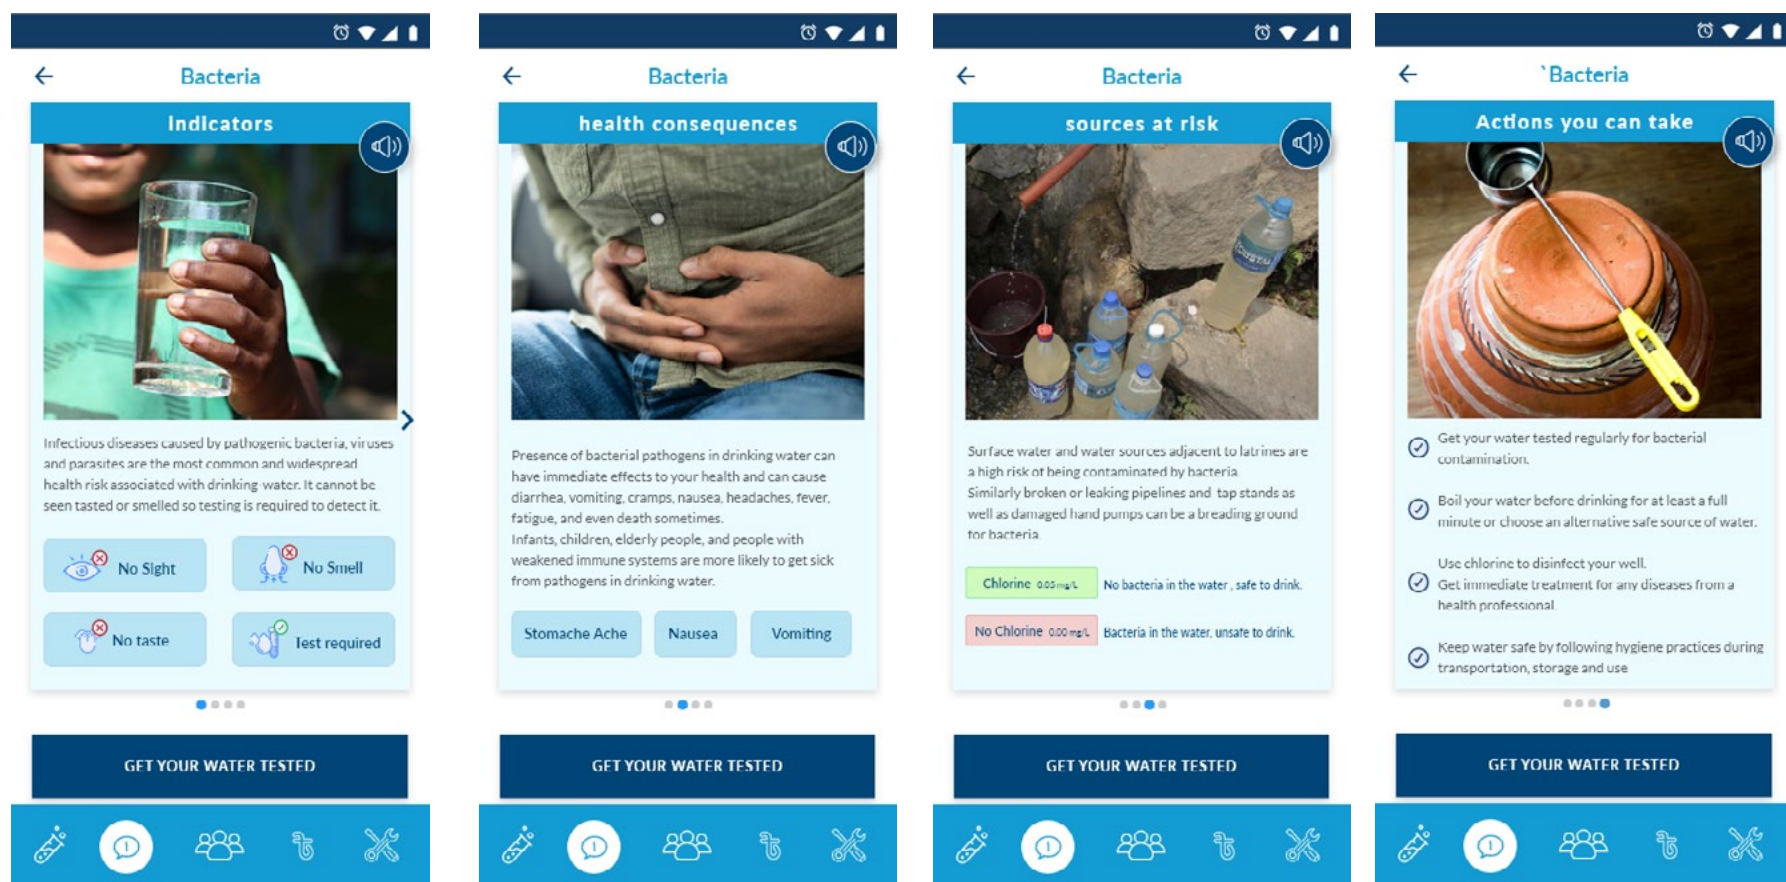 Bacteria
Indicators
Infectious diseases caused by pathogenic bacteria, viruses
and parasites are the most common and widespread
health risk associated with drinking-water. It cannot be
seen tasted or smelled so testing is required to detect it.
No Sight
No Smell
No taste
Test required
GET YOUR WATER TESTED
Bacteria
health consequences
Presence of bacterial pathogens in drinking water can
have immediate effects to your health and can cause
diarrhea, vomiting, cramps, nausea, headaches, fever,
fatigue, and even death sometimes.
Infants, children, elderly people, and people with
weakened immune systems are more likely to get sick
from pathogens in drinking water.
Stomache Ache
Nausea
Vomiting
GET YOUR WATER TESTED
Bacteria
sources at risk
CRYSTAL
Surface water and water sources adjacent to latrines are
a high risk of being contaminated by bacteria.
Similarly broken or leaking pipelines and tap stands as
well as damaged hand pumps can be a breading ground
for bacteria.
Chlorine 0.05 mg/L No bacteria in the water , safe to drink.
No Chlorine 0.00 mg/L Bacteria in the water, unsafe to drink.
GET YOUR WATER TESTED
`Bacteria
Actions you can take
Get your water tested regularly for bacterial
contamination.
Boil your water before drinking for at least a full
minute or choose an alternative safe source of water.
Use chlorine to disinfect your well.
Get immediate treatment for any diseases from a
health professional
Keep water safe by following hygiene practices during
transportation, storage and use
GET YOUR WATER TESTED